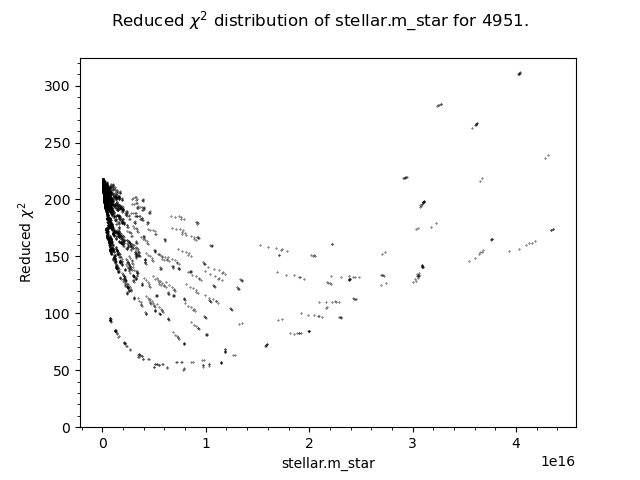 Reduced χ² distribution of stellar.m_star for 4951.
Reduced χ²
300
250
200
150
100
50
0
0 1 2 3 4
1e16
stellar.m_star